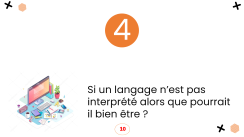 4
Si un langage n'est pas
interprété alors que pourrait
il bien être ?
10